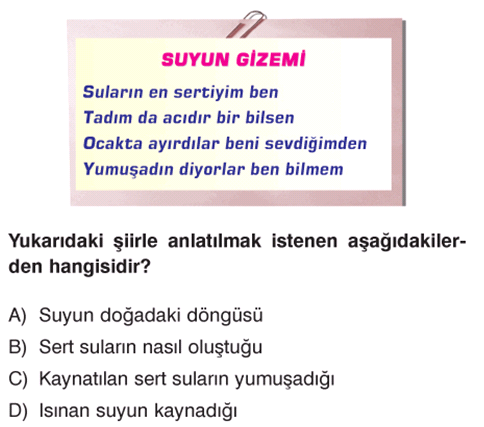 SUYUN GİZEMİ
Suların en sertiyim ben
Tadım da acıdır bir bilsen
Ocakta ayırdılar beni sevdiğimden
Yumuşadın diyorlar ben bilmem
Yukarıdaki şiirle anlatılmak istenen aşağıdakiler-
den hangisidir?
A) Suyun doğadaki döngüsü
B) Sert suların nasıl oluştuğu
C) Kaynatılan sert suların yumuşadığı
D) Isınan suyun kaynadığı